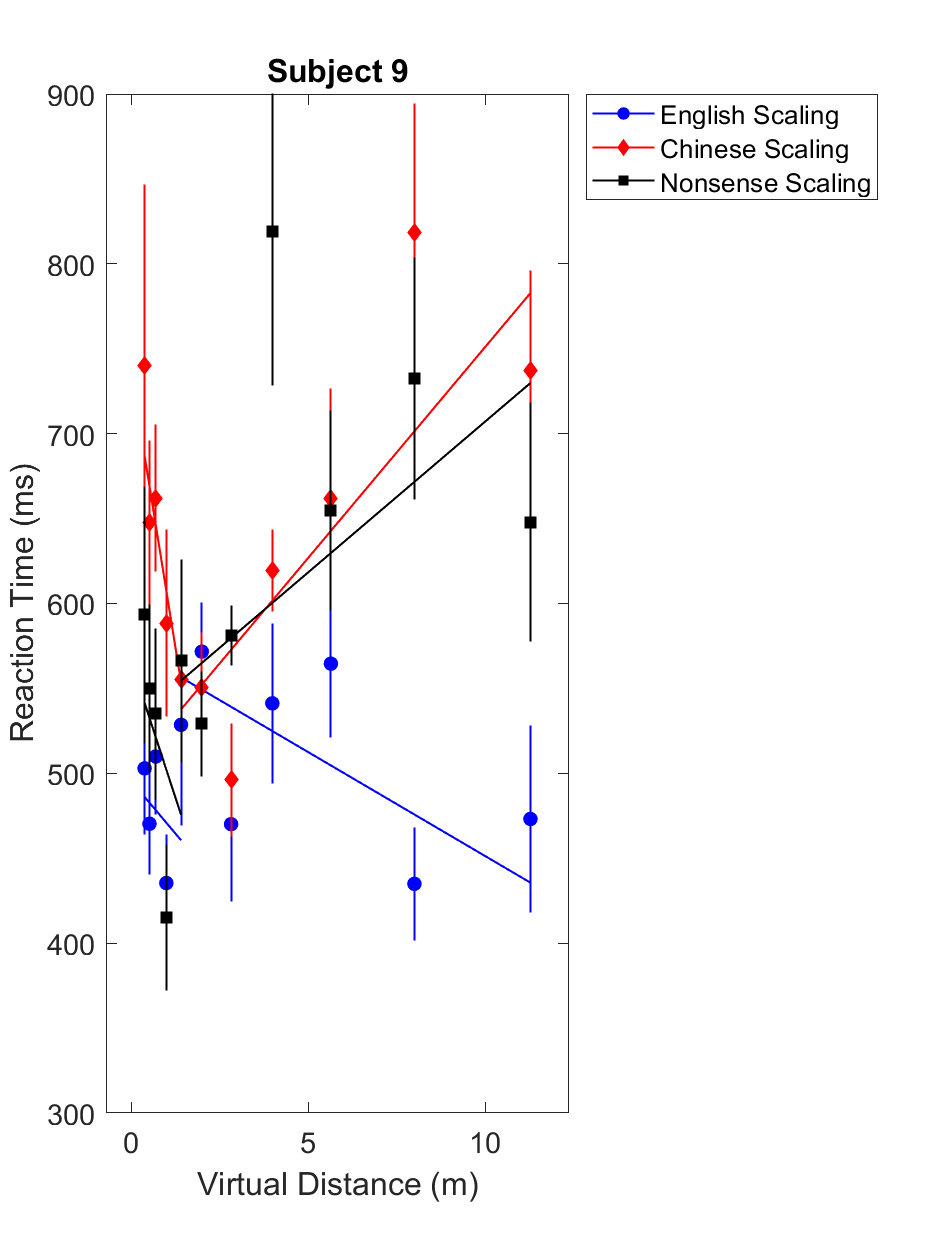 Subject 9
900
800
700
600
500
400
300
0 5 10
Reaction Time (ms)
Virtual Distance (m)
English Scaling
Chinese Scaling
Nonsense Scaling